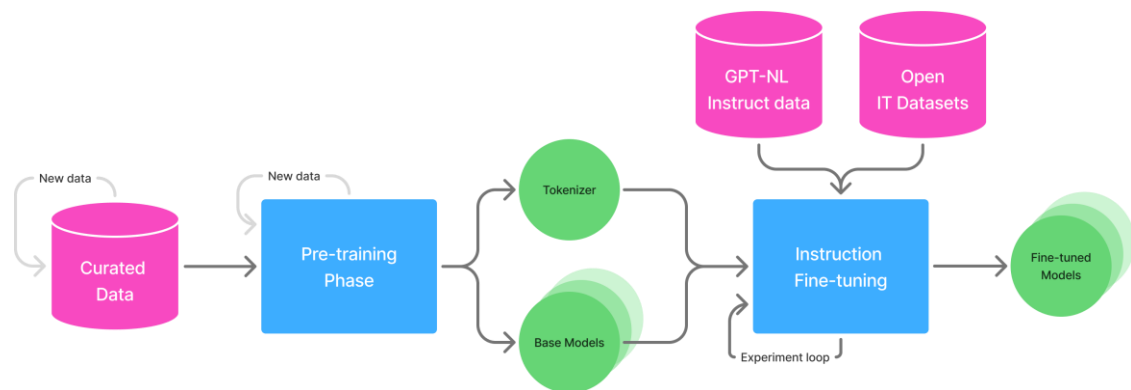 GPT-NL
Instruct data
Open
IT Datasets
New data
New data
Tokenizer
Curated
Data
Pre-training
Phase
Instruction
Fine-tuning
Fine-tuned
Models
Base Models
Experiment loop